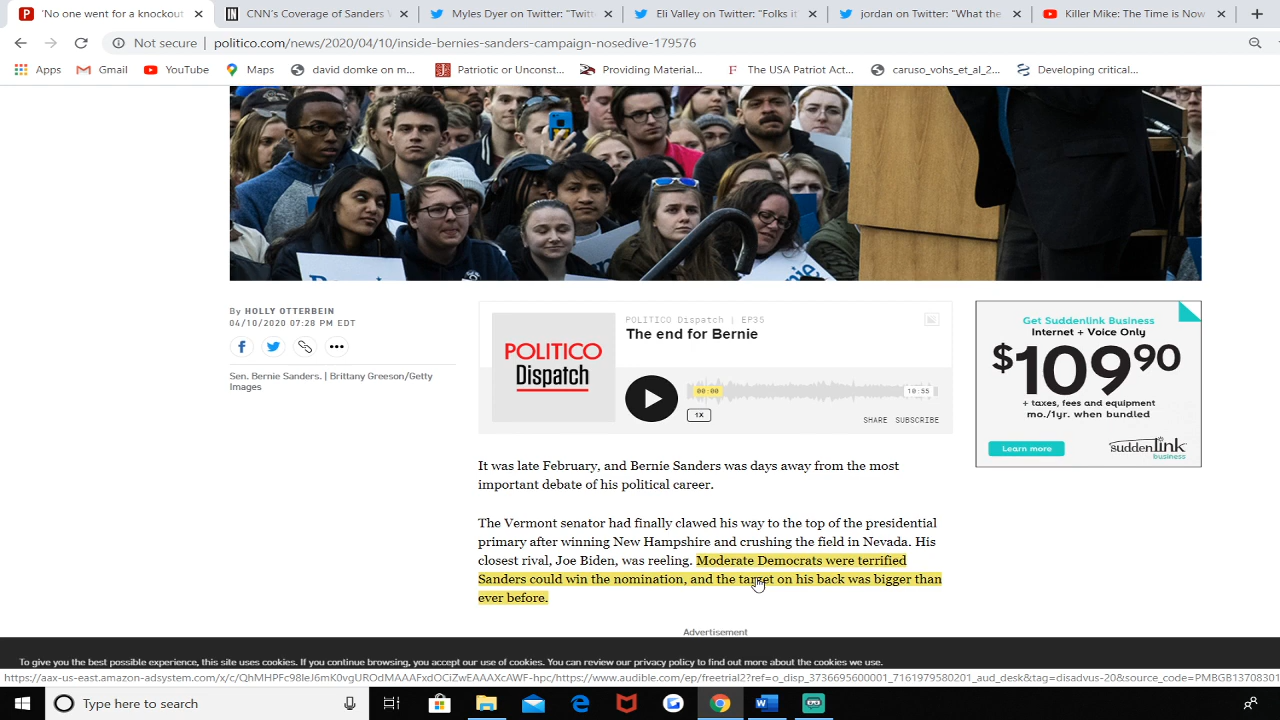 'No one went for a knockout
CNN's Coverage of Sanders
Myles Dyer on Twitter: "Twitt
Eli Valley on Twitter: "Folks it
jordan on Twitter: "What the
Killer Mike: The Time is Now
Not secure | politico.com/news/2020/04/10/inside-bernies-sanders-campaign-nosedive-179576
Apps Gmail YouTube Maps david domke on m... Patriotic or Unconst... Providing Material... The USA Patriot Act... caruso_vohs_et_al_2... Developing critical...
By HOLLY OTTERBEIN
04/10/2020 07:28 PM EDT
Sen. Bernie Sanders. | Brittany Greeson/Getty
Images
POLITICO
Dispatch
POLITICO Dispatch | EP35
The end for Bernie
00:00
10:55
1X
SHARE SUBSCRIBE
Get Suddenlink Business
Internet + Voice Only
$109.90
+ taxes, fees and equipment
mo./1yr. when bundled
Learn more
suddenlink
business
It was late February, and Bernie Sanders was days away from the most
important debate of his political career.
The Vermont senator had finally clawed his way to the top of the presidential
primary after winning New Hampshire and crushing the field in Nevada. His
closest rival, Joe Biden, was reeling. Moderate Democrats were terrified
Sanders could win the nomination, and the target on his back was bigger than
ever before.
Advertisement
To give you the best possible experience, this site uses cookies. If you continue browsing, you accept our use of cookies. You can review our privacy policy to find out more about the cookies we use.
Type here to search